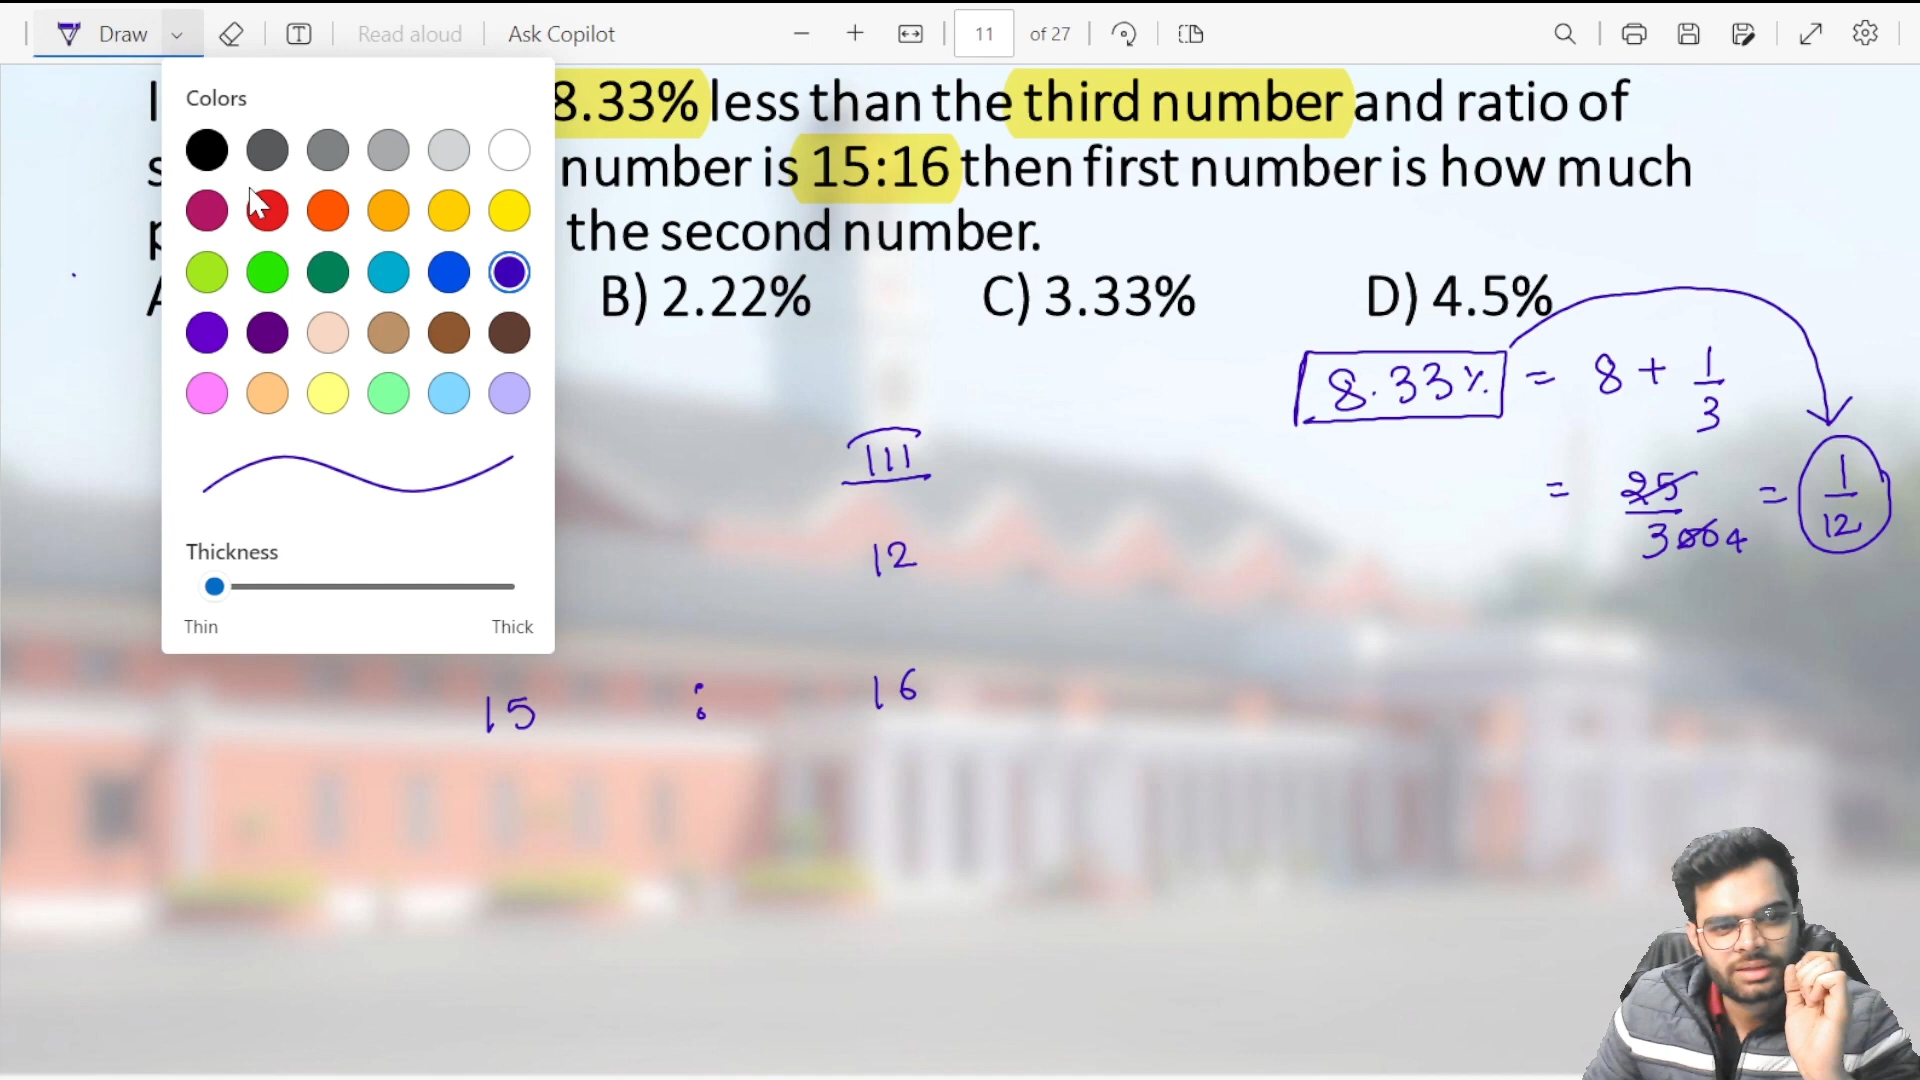 Draw Read aloud Ask Copilot 11 of 27
Colors
8.33% less than the third number and ratio of
number is 15:16 then first number is how much
the second number.
B) 2.22% C) 3.33% D) 4.5%
8.33% = 8 + 1/3
= 25/300 4 = 1/12
III
12
15 : 16
Thickness
Thin Thick